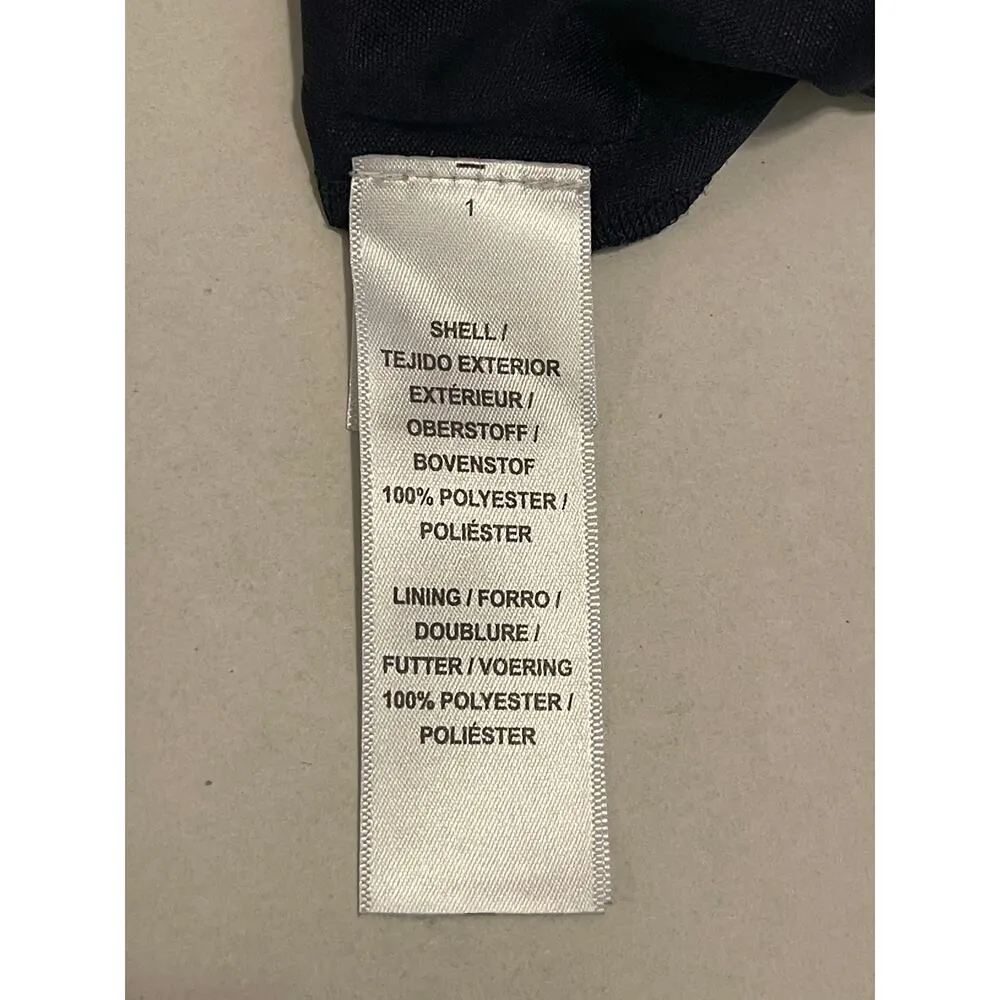 1
SHELL /
TEJIDO EXTERIOR
EXTÉRIEUR /
OBERSTOFF /
BOVENSTOF
100% POLYESTER /
POLIÉSTER
LINING / FORRO /
DOUBLURE /
FUTTER / VOERING
100% POLYESTER /
POLIÉSTER